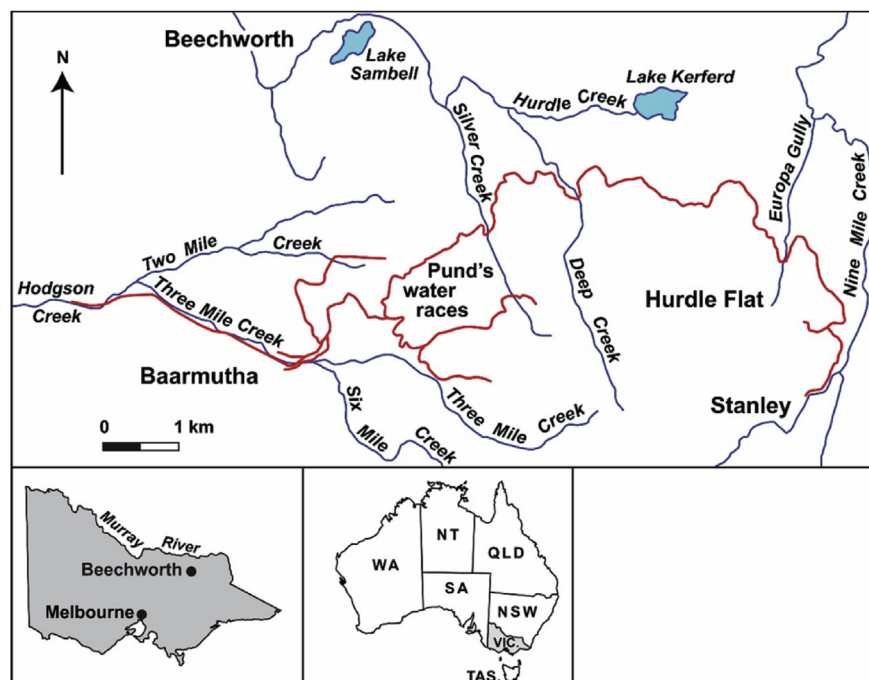 Beechworth
N
Lake
Sambell
Lake Kerferd
Hurdle Creek
Silver Creek
Europa Gully
Nine Mile Creek
Two Mile
Creek
Hodgson
Creek
Three Mile Creek
Pund's
water
races
Deep
Creek
Hurdle Flat
Baarmutha
Stanley
Six
Mile
Creek
Three Mile Creek
0 1 km
Murray
River
Beechworth
Melbourne
WA
NT
QLD
SA
NSW
VIC.
TAS.